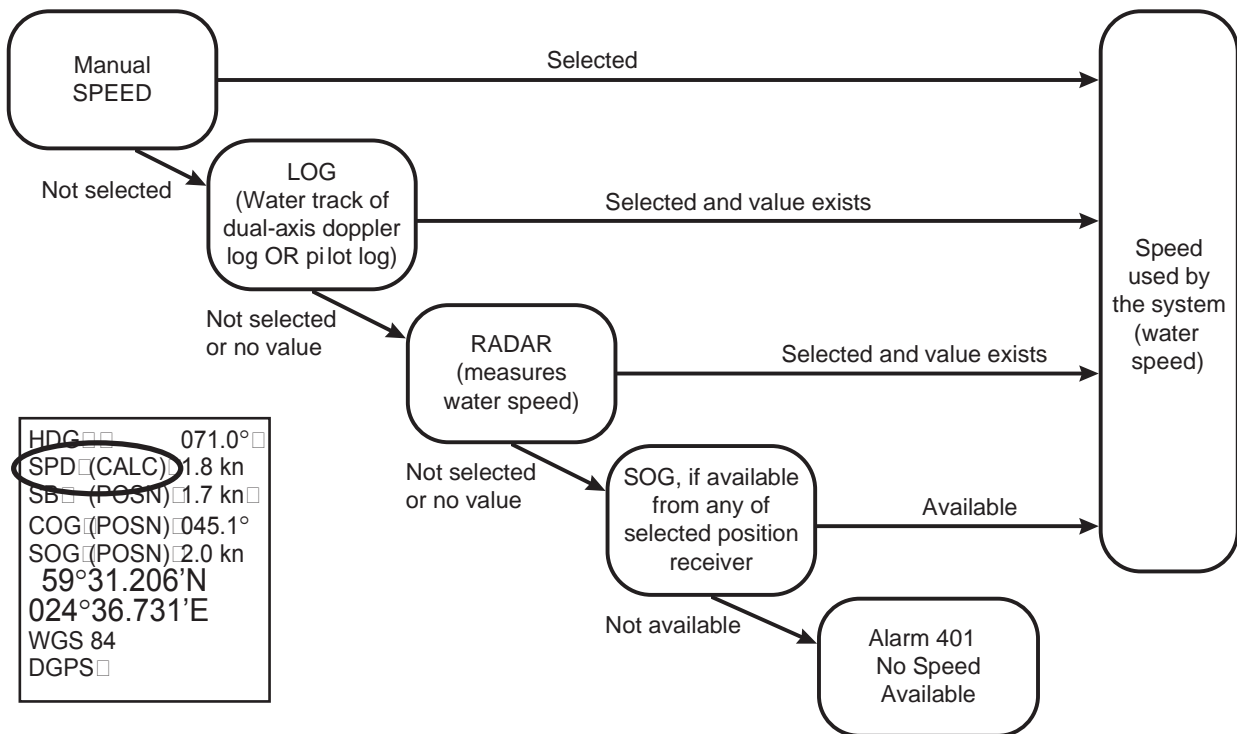 Manual
SPEED
Selected
Not selected
LOG
(Water track of
dual-axis doppler
log OR pilot log)
Selected and value exists
Not selected
or no value
RADAR
(measures
water speed)
Selected and value exists
Not selected
or no value
SOG, if available
from any of
selected position
receiver
Available
Not available
Alarm 401
No Speed
Available
Speed
used by
the system
(water
speed)
HDG□□ 071.0°□
SPD□(CALC)□1.8 kn
SB□ (POSN)□1.7 kn□
COG□(POSN)□045.1°
SOG□(POSN)□2.0 kn
59°31.206’N
024°36.731’E
WGS 84
DGPS□